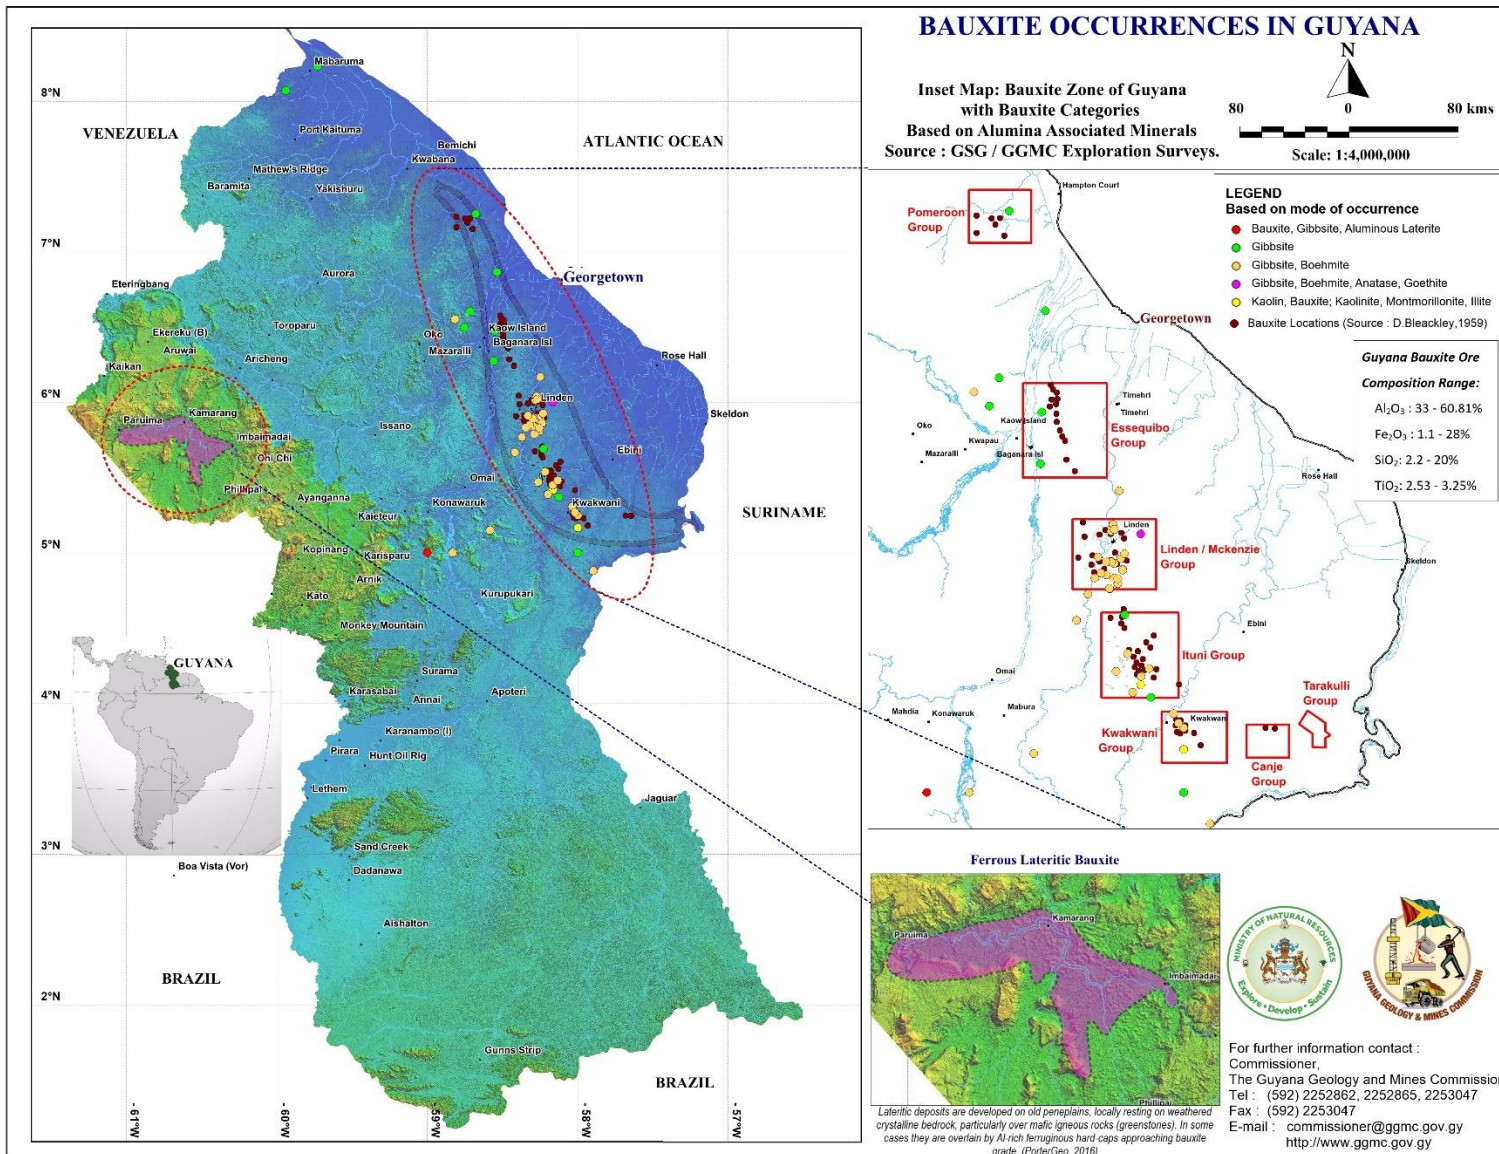 BAUXITE OCCURRENCES IN GUYANA
Inset Map: Bauxite Zone of Guyana
with Bauxite Categories
Based on Alumina Associated Minerals
Source : GSG / GGMC Exploration Surveys.
N
80 0 80 kms
Scale: 1:4,000,000
8°N
7°N
6°N
5°N
4°N
3°N
2°N
-61°W
-60°W
-59°W
-58°W
-57°W
VENEZUELA
ATLANTIC OCEAN
SURINAME
BRAZIL
BRAZIL
GUYANA
Mabaruma
Port Kaituma
Bemichi
Kwabana
Mathew's Ridge
Baramita
Yakishuru
Georgetown
Aurora
Eteringbang
Toroparu
Ekereku (B)
Aruwai
Aricheng
Kaikan
Oko
Kaow Island
Mazaralli
Baganara Isl
Rose Hall
Linden
Skeldon
Paruima
Kamarang
Imbaimadai
Issano
Ohi Chi
Ebini
Omai
Phillipai
Ayanganna
Konawaruk
Kwakwani
Kaieteur
Kopinang
Karisparu
Arnik
Kato
Kurupukari
Monkey Mountain
Surama
Karasabai
Annai
Apoteri
Karanambo (I)
Pirara
Hunt Oil Rig
Lethem
Jaguar
Sand Creek
Boa Vista (Vor)
Dadanawa
Aishalton
Gunns Strip
LEGEND
Based on mode of occurrence
Bauxite, Gibbsite, Aluminous Laterite
Gibbsite
Gibbsite, Boehmite
Gibbsite, Boehmite, Anatase, Goethite
Kaolin, Bauxite; Kaolinite, Montmorillonite, Illite
Bauxite Locations (Source : D.Bleackley,1959)
Guyana Bauxite Ore
Composition Range:
Al₂O₃ : 33 - 60.81%
Fe₂O₃ : 1.1 - 28%
SiO₂: 2.2 - 20%
TiO₂: 2.53 - 3.25%
Hampton Court
Pomeroon
Group
Georgetown
Timehri
Timehri
Kaow Island
Essequibo
Group
Oko
Kwapau
Mazaralli
Baganara Isl
Rose Hall
Linden
Linden / Mckenzie
Group
Skeldon
Ebini
Ituni Group
Omai
Tarakulli
Group
Mahdia
Konawaruk
Mabura
Kwakwani
Group
Kwakwani
Canje
Group
Ferrous Lateritic Bauxite
Paruima
Kamarang
Imbaimadai
Phillipai
Lateritic deposits are developed on old peneplains, locally resting on weathered
crystalline bedrock, particularly over mafic igneous rocks (greenstones). In some
cases they are overlain by Al-rich ferruginous hard-caps approaching bauxite
grade. (PorterGeo, 2016)
MINISTRY OF NATURAL RESOURCES
Explore • Develop • Sustain
GUYANA GEOLOGY & MINES COMMISSION
For further information contact :
Commissioner,
The Guyana Geology and Mines Commission
Tel : (592) 2252862, 2252865, 2253047
Fax : (592) 2253047
E-mail : commissioner@ggmc.gov.gy
http://www.ggmc.gov.gy